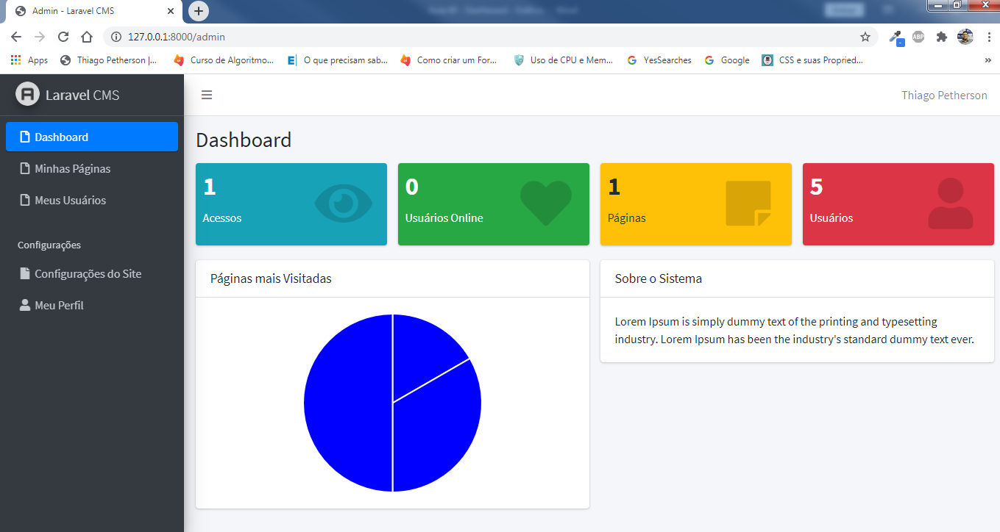 Admin - Laravel CMS
127.0.0.1:8000/admin
ABP
Apps
Thiago Petherson |...
Curso de Algoritmo...
O que precisam sab...
Como criar um For...
Uso de CPU e Mem...
YesSearches
Google
CSS e suas Propried...
Laravel CMS
Thiago Petherson
Dashboard
Minhas Páginas
Meus Usuários
Configurações
Configurações do Site
Meu Perfil
Dashboard
1
Acessos
0
Usuários Online
1
Páginas
5
Usuários
Páginas mais Visitadas
Sobre o Sistema
Lorem Ipsum is simply dummy text of the printing and typesetting
industry. Lorem Ipsum has been the industry's standard dummy text ever.